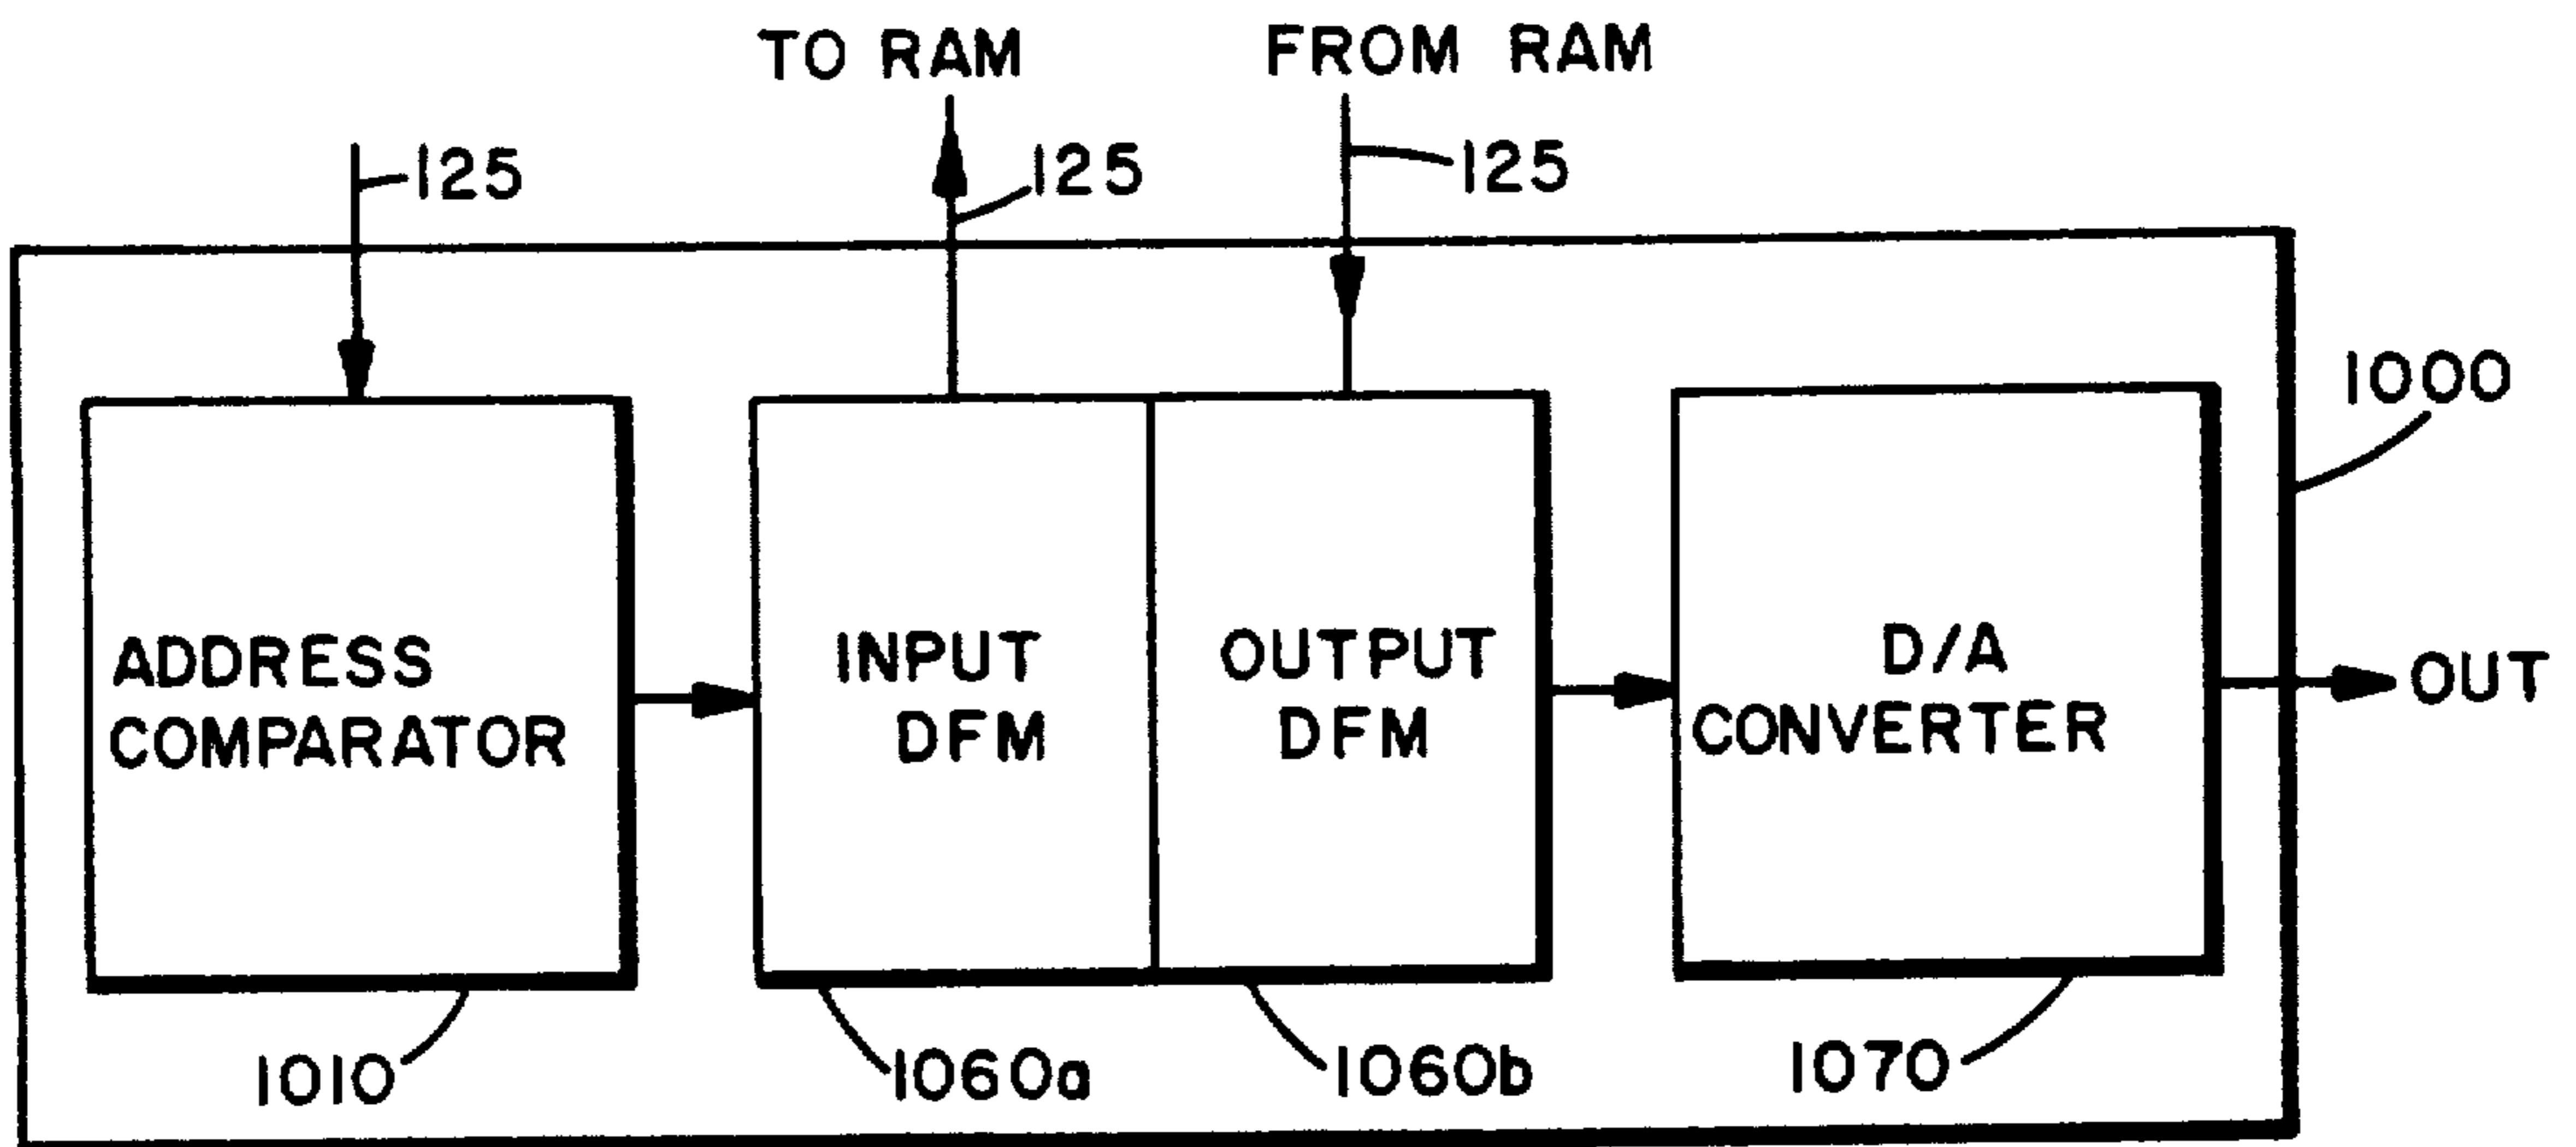 TO RAM
FROM RAM
125
125
125
1000
ADDRESS
COMPARATOR
INPUT
DFM
OUTPUT
DFM
D/A
CONVERTER
OUT
1010
1060a
1060b
1070